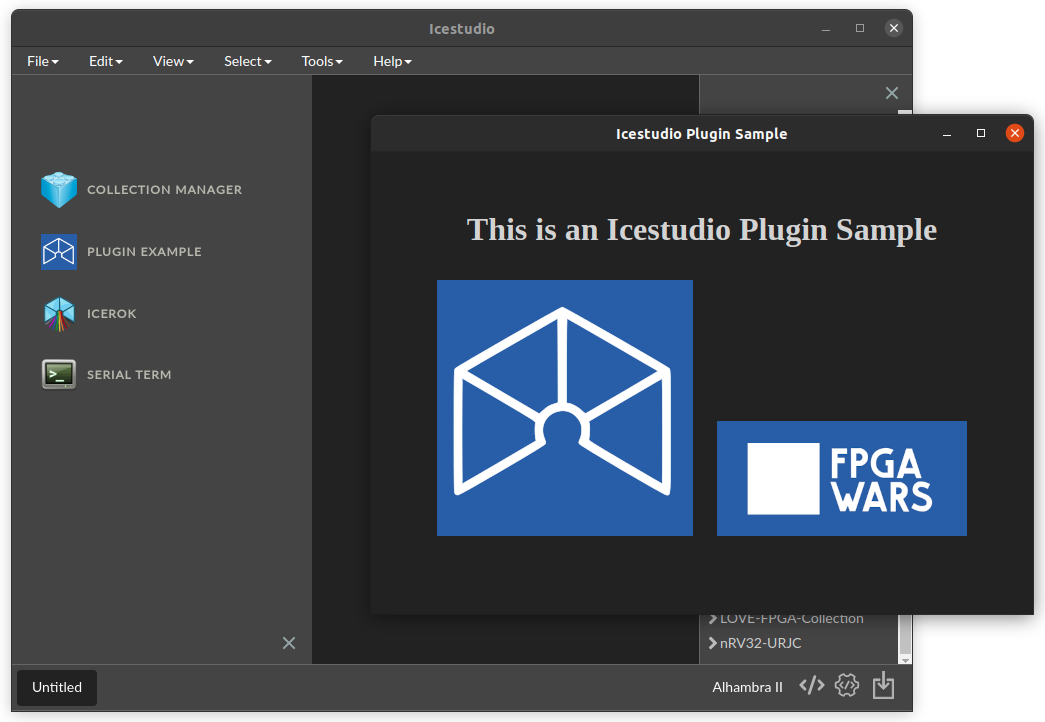 Icestudio
File Edit View Select Tools Help
Icestudio Plugin Sample
COLLECTION MANAGER
PLUGIN EXAMPLE
ICEROK
SERIAL TERM
This is an Icestudio Plugin Sample
FPGA
WARS
LOVE-FPGA-Collection
nRV32-URJC
Untitled
Alhambra II